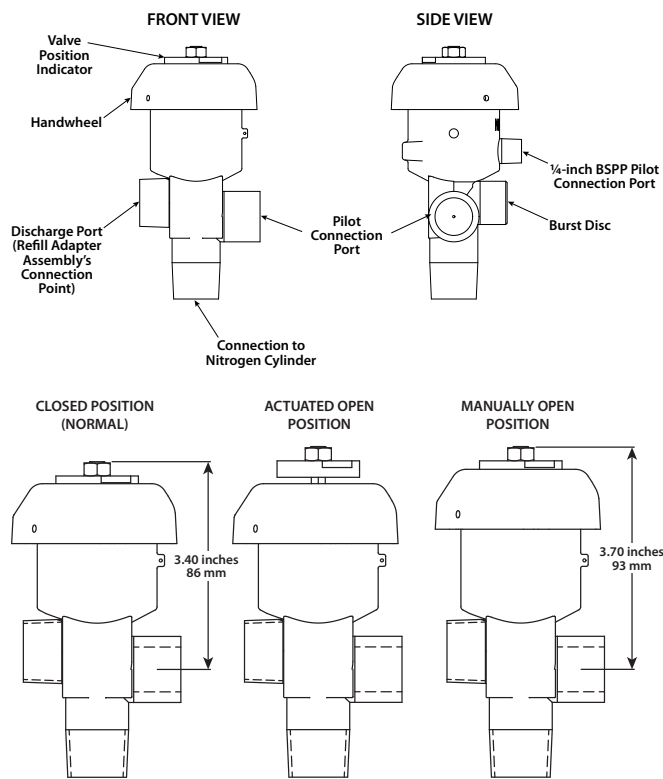 FRONT VIEW
SIDE VIEW
Valve
Position
Indicator
Handwheel
Discharge Port
(Refill Adapter
Assembly's
Connection
Point)
Pilot
Connection
Port
¼-inch BSPP Pilot
Connection Port
Burst Disc
Connection to
Nitrogen Cylinder
CLOSED POSITION
(NORMAL)
ACTUATED OPEN
POSITION
MANUALLY OPEN
POSITION
3.40 inches
86 mm
3.70 inches
93 mm